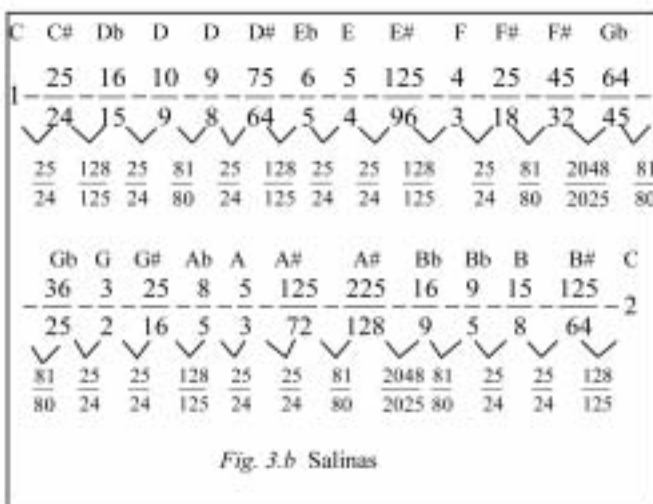 C C# Db D D D# Eb E E# F F# F# Gb
25 16 10 9 75 6 5 125 4 25 45 64
1
24 15 9 8 64 5 4 96 3 18 32 45
25 128 25 81 25 128 25 25 128 25 81 2048 81
24 125 24 80 24 125 24 24 125 24 80 2025 80
Gb G G# Ab A A# A# Bb Bb B B# C
36 3 25 8 5 125 225 16 9 15 125
2
25 2 16 5 3 72 128 9 5 8 64
81 25 25 128 25 25 81 2048 81 25 25 128
80 24 24 125 24 24 80 2025 80 24 24 125
Fig. 3.b Salinas